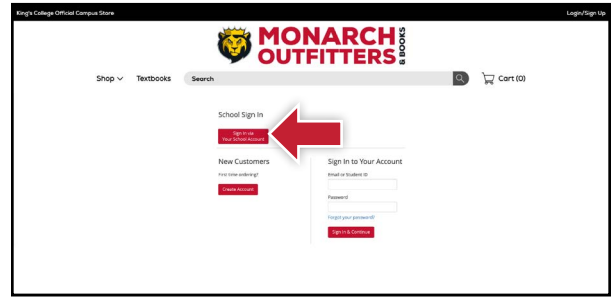 King's College Official Campus Store
Login/Sign Up
MONARCH
OUTFITTERS
& BOOKS
Shop
Textbooks
Search
Cart (0)
School Sign In
Sign In via
Your School Account
New Customers
First time ordering?
Create Account
Sign In to Your Account
Email or Student ID
Password
Forgot your password?
Sign In & Continue